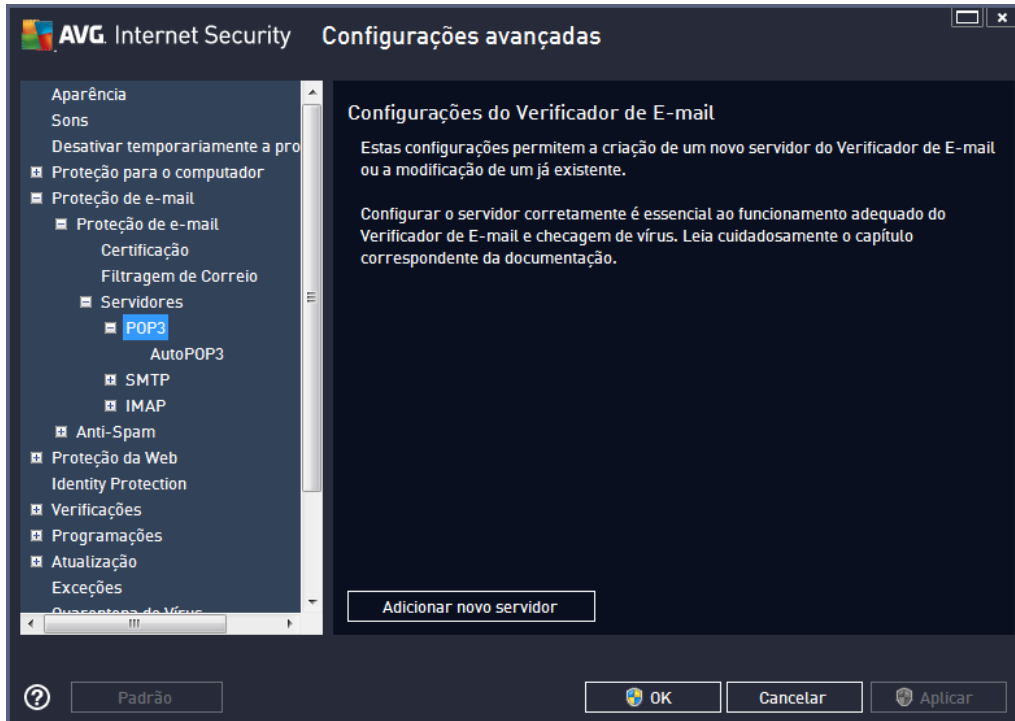 AVG. Internet Security Configurações avançadas
Aparência
Sons
Desativar temporariamente a pro
Proteção para o computador
Proteção de e-mail
Proteção de e-mail
Certificação
Filtragem de Correio
Servidores
POP3
AutoPOP3
SMTP
IMAP
Anti-Spam
Proteção da Web
Identity Protection
Verificações
Programações
Atualização
Exceções
Quarentena de Vírus
Configurações do Verificador de E-mail
Estas configurações permitem a criação de um novo servidor do Verificador de E-mail
ou a modificação de um já existente.
Configurar o servidor corretamente é essencial ao funcionamento adequado do
Verificador de E-mail e checagem de vírus. Leia cuidadosamente o capítulo
correspondente da documentação.
Adicionar novo servidor
Padrão
OK
Cancelar
Aplicar